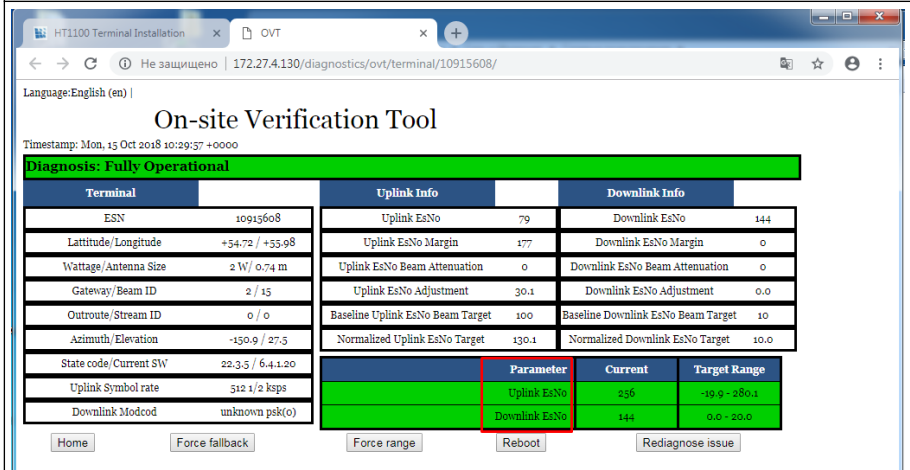 HT1100 Terminal Installation × OVT ×
Не защищено | 172.27.4.130/diagnostics/ovt/terminal/10915608/
Language:English (en) |
On-site Verification Tool
Timestamp: Mon, 15 Oct 2018 10:29:57 +0000
Diagnosis: Fully Operational
Terminal Uplink Info Downlink Info
ESN 10915608 Uplink EsNo 79 Downlink EsNo 144
Lattitude/Longitude +54.72 / +55.98 Uplink EsNo Margin 177 Downlink EsNo Margin 0
Wattage/Antenna Size 2 W/ 0.74 m Uplink EsNo Beam Attenuation 0 Downlink EsNo Beam Attenuation 0
Gateway/Beam ID 2 / 15 Uplink EsNo Adjustment 30.1 Downlink EsNo Adjustment 0.0
Outroute/Stream ID 0 / 0 Baseline Uplink EsNo Beam Target 100 Baseline Downlink EsNo Beam Target 10
Azimuth/Elevation -150.9 / 27.5 Normalized Uplink EsNo Target 130.1 Normalized Downlink EsNo Target 10.0
State code/Current SW 22.3.5 / 6.4.1.20 Parameter Current Target Range
Uplink Symbol rate 512 1/2 ksps Uplink EsNo 256 -19.9 - 280.1
Downlink Modcod unknown psk(0) Downlink EsNo 144 0.0 - 20.0
Home Force fallback Force range Reboot Rediagnose issue